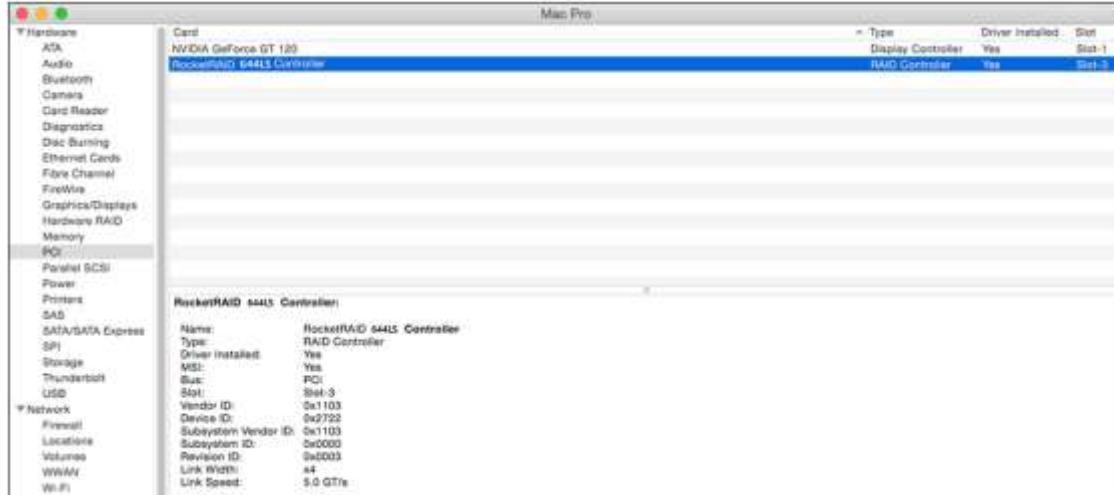 Mac Pro
Hardware
ATA
Audio
Bluetooth
Camera
Card Reader
Diagnostics
Disc Burning
Ethernet Cards
Fibre Channel
FireWire
Graphics/Displays
Hardware RAID
Memory
PCI
Parallel SCSI
Power
Printers
SAS
SATA/SATA Express
SPI
Storage
Thunderbolt
USB
Network
Firewall
Locations
Volumes
WWAN
Wi-Fi
Card Type Driver Installed Slot
NVIDIA GeForce GT 120 Display Controller Yes Slot-1
RocketRAID 644LS Controller RAID Controller Yes Slot-3
RocketRAID 644LS Controller:
Name: RocketRAID 644LS Controller
Type: RAID Controller
Driver Installed: Yes
MSI: Yes
Bus: PCI
Slot: Slot-3
Vendor ID: 0x1103
Device ID: 0x2722
Subsystem Vendor ID: 0x1103
Subsystem ID: 0x0000
Revision ID: 0x0003
Link Width: x4
Link Speed: 5.0 GT/s